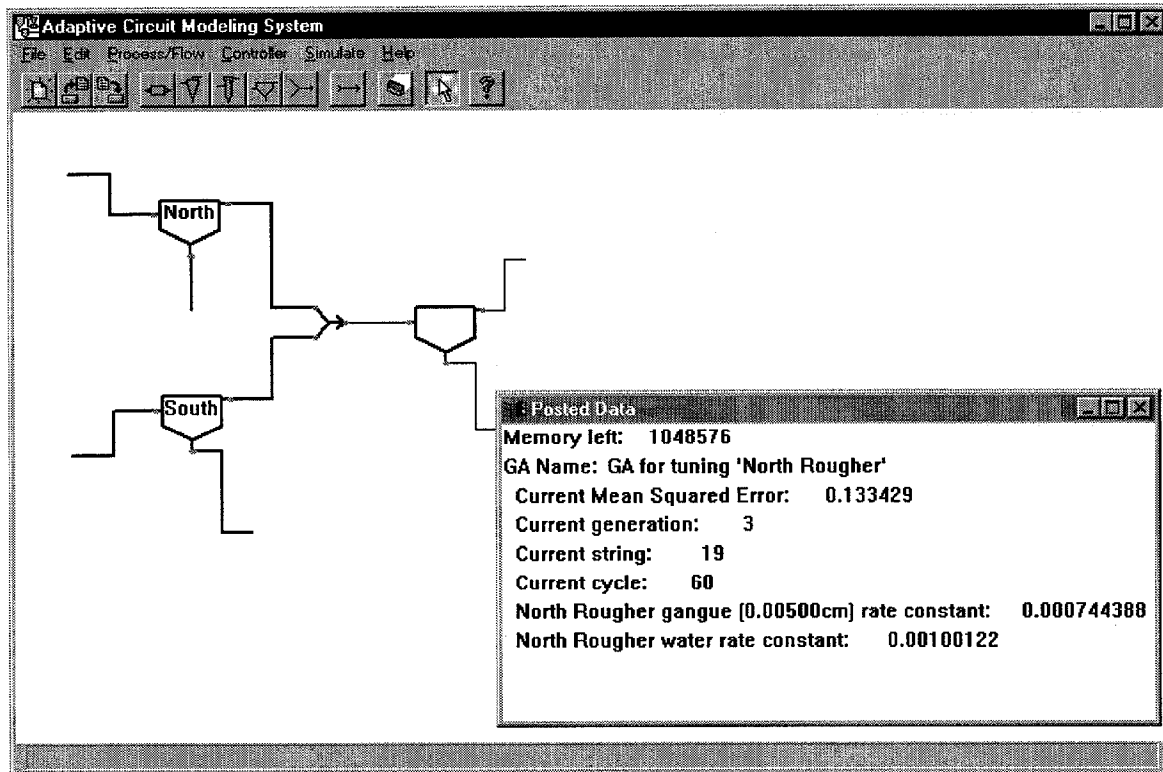 Adaptive Circuit Modeling System
File Edit Process/Flow Controller Simulate Help
North
South
Posted Data
Memory left: 1048576
GA Name: GA for tuning 'North Rougher'
Current Mean Squared Error: 0.133429
Current generation: 3
Current string: 19
Current cycle: 60
North Rougher gangue (0.00500cm) rate constant: 0.000744388
North Rougher water rate constant: 0.00100122